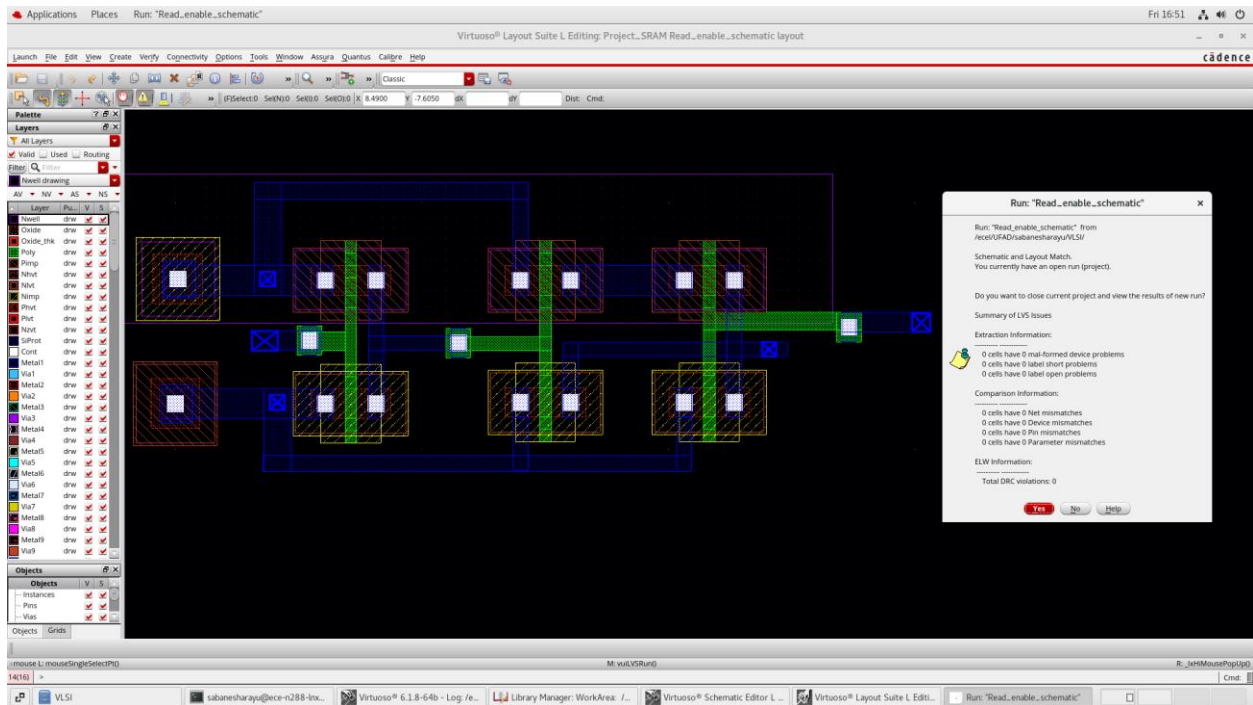 Applications Places Run: "Read_enable_schematic" Fri 16:51
Virtuoso® Layout Suite L Editing: Project_SRAM Read_enable_schematic layout
Launch File Edit View Create Verify Connectivity Options Tools Window Assura Quantus Calibre Help cādence
» » » Classic
» (F)Select:0 Sel(N):0 Sel(I):0 Sel(O):0 X 8.4900 Y -7.6050 dX dY Dist: Cmd:
Palette
Layers
All Layers
Valid Used Routing
Filter Filter
Nwell drawing
AV NV AS NS
Layer Pu... V S
Nwell drw
Oxide drw
Oxide_thk drw
Poly drw
Pimp drw
Nhvt drw
Nlvt drw
Nimp drw
Phvt drw
Plvt drw
Nzvt drw
SiProt drw
Cont drw
Metal1 drw
Via1 drw
Metal2 drw
Via2 drw
Metal3 drw
Via3 drw
Metal4 drw
Via4 drw
Metal5 drw
Via5 drw
Metal6 drw
Via6 drw
Metal7 drw
Via7 drw
Metal8 drw
Via8 drw
Metal9 drw
Via9 drw
Objects
Objects V S
Instances
Pins
Vias
Objects Grids
Run: "Read_enable_schematic"
Run: "Read_enable_schematic" from
/ecel/UFAD/sabanesharayu/VLSI/
Schematic and Layout Match.
You currently have an open run (project).
Do you want to close current project and view the results of new run?
Summary of LVS Issues
Extraction Information:
0 cells have 0 mal-formed device problems
0 cells have 0 label short problems
0 cells have 0 label open problems
Comparison Information:
0 cells have 0 Net mismatches
0 cells have 0 Device mismatches
0 cells have 0 Pin mismatches
0 cells have 0 Parameter mismatches
ELW Information:
Total DRC violations: 0
Yes No Help
mouse L: mouseSingleSelectPt() M: vuiLVSRun() R: _lxHiMousePopUp()
14(16) > Cmd:
VLSI sabanesharayu@ece-n288-lnx... Virtuoso® 6.1.8-64b - Log: /e... Library Manager: WorkArea: /... Virtuoso® Schematic Editor L ... Virtuoso® Layout Suite L Editi... Run: "Read_enable_schematic"